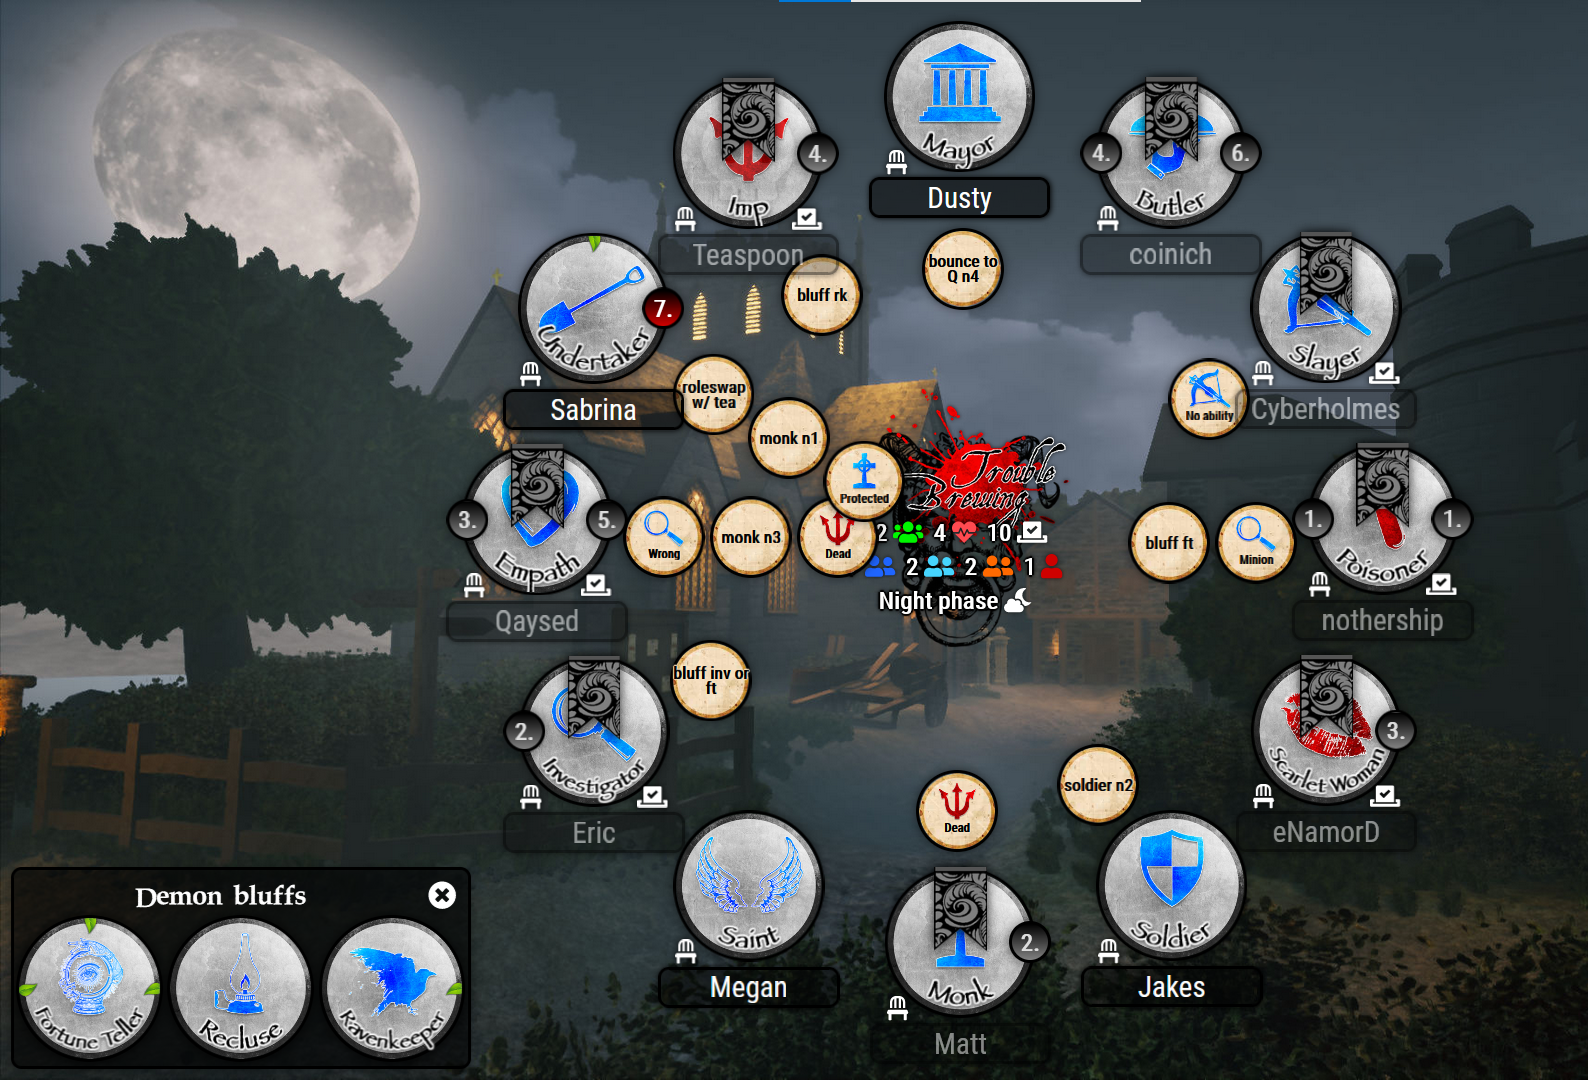 Mayor
Dusty
4.
Imp
Teaspoon
4.
6.
Butler
coinich
bounce to
Q n4
bluff rk
7.
Undertaker
Sabrina
Slayer
Cyberholmes
No ability
roleswap
w/ tea
monk n1
Protected
Trouble
Brewing
3.
5.
Empath
Qaysed
Wrong
monk n3
Dead
2
4
10
2
2
1
Night phase
bluff ft
Minion
1.
1.
Poisoner
nothership
bluff inv or
ft
2.
Investigator
Eric
3.
Scarlet Woman
eNamorD
soldier n2
Dead
Saint
Megan
2.
Monk
Matt
Soldier
Jakes
Demon bluffs
Fortune Teller
Recluse
Ravenkeeper